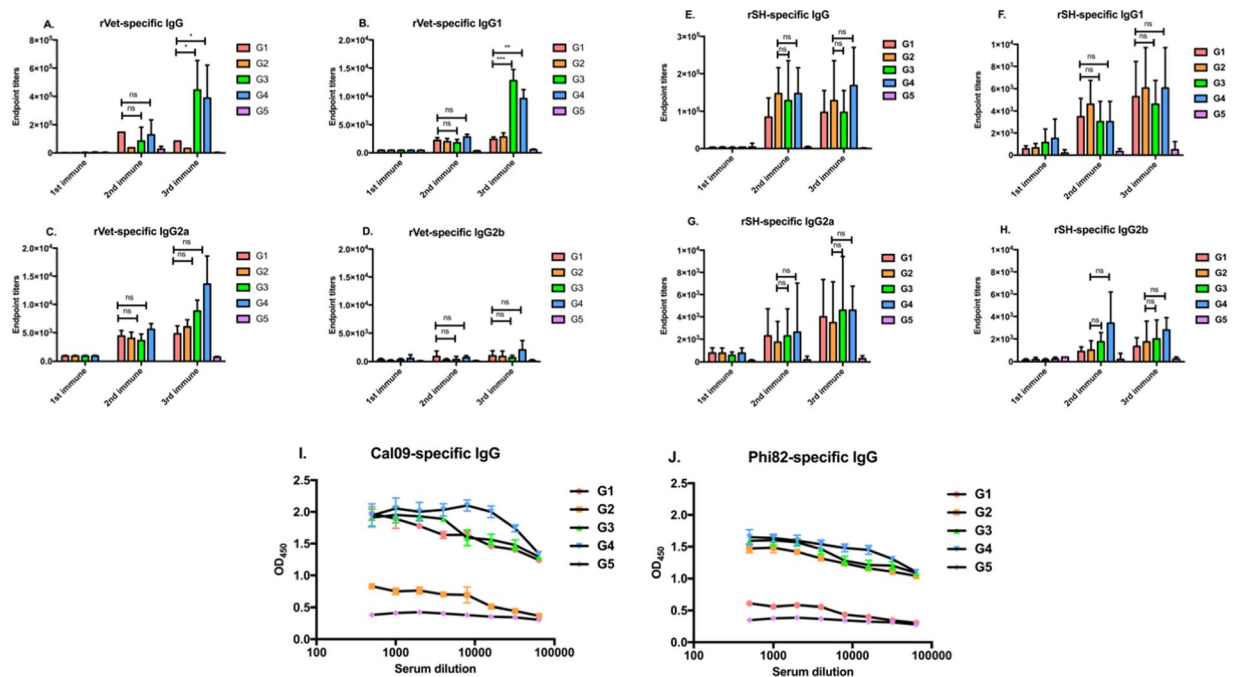 A.
rVet-specific IgG
Endpoint titers
8×10⁵
6×10⁵
4×10⁵
2×10⁵
0
ns
ns
*
*
1st immune
2nd immune
3rd immune
G1
G2
G3
G4
G5
B.
rVet-specific IgG1
Endpoint titers
2.0×10⁴
1.5×10⁴
1.0×10⁴
5.0×10³
0.0
ns
ns
**
***
1st immune
2nd immune
3rd immune
G1
G2
G3
G4
G5
E.
rSH-specific IgG
Endpoint titers
3×10⁵
2×10⁵
1×10⁵
0
ns
ns
ns
ns
1st immune
2nd immune
3rd immune
G1
G2
G3
G4
G5
F.
rSH-specific IgG1
Endpoint titers
1×10⁴
8×10³
6×10³
4×10³
2×10³
0
ns
ns
ns
ns
1st immune
2nd immune
3rd immune
G1
G2
G3
G4
G5
C.
rVet-specific IgG2a
Endpoint titers
2.0×10⁴
1.5×10⁴
1.0×10⁴
5.0×10³
0.0
ns
ns
ns
ns
1st immune
2nd immune
3rd immune
G1
G2
G3
G4
G5
D.
rVet-specific IgG2b
Endpoint titers
2.0×10⁴
1.5×10⁴
1.0×10⁴
5.0×10³
0.0
ns
ns
ns
ns
1st immune
2nd immune
3rd immune
G1
G2
G3
G4
G5
G.
rSH-specific IgG2a
Endpoint titers
1×10⁴
8×10³
6×10³
4×10³
2×10³
0
ns
ns
ns
ns
1st immune
2nd immune
3rd immune
G1
G2
G3
G4
G5
H.
rSH-specific IgG2b
Endpoint titers
1×10⁴
8×10³
6×10³
4×10³
2×10³
0
ns
ns
ns
ns
1st immune
2nd immune
3rd immune
G1
G2
G3
G4
G5
I.
Cal09-specific IgG
OD₄₅₀
2.5
2.0
1.5
1.0
0.5
0.0
100
1000
10000
100000
Serum dilution
G1
G2
G3
G4
G5
J.
Phi82-specific IgG
OD₄₅₀
2.5
2.0
1.5
1.0
0.5
0.0
100
1000
10000
100000
Serum dilution
G1
G2
G3
G4
G5